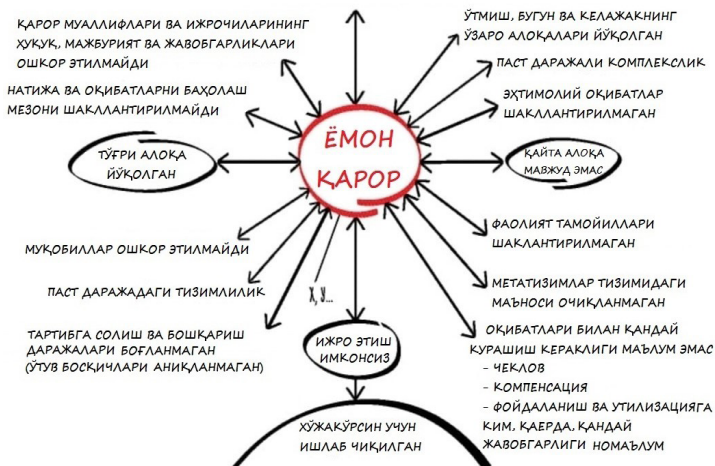 ҚАРОР МУАЛЛИФЛАРИ ВА ИЖРОЧИЛАРИНИНГ
ҲУҚУҚ, МАЖБУРИЯТ ВА ЖАВОБГАРЛИКЛАРИ
ОШКОР ЭТИЛМАЙДИ
НАТИЖА ВА ОҚИБАТЛАРНИ БАҲОЛАШ
МЕЗОНИ ШАКЛЛАНТИРИЛМАЙДИ
ТЎҒРИ АЛОҚА
ЙЎҚОЛГАН
МУҚОБИЛЛАР ОШКОР ЭТИЛМАЙДИ
ПАСТ ДАРАЖАДАГИ ТИЗИМЛИЛИК
ТАРТИБГА СОЛИШ ВА БОШҚАРИШ
ДАРАЖАЛАРИ БОҒЛАНМАГАН
(ЎТУВ БОСҚИЧЛАРИ АНИҚЛАНМАГАН)
ЁМОН
ҚАРОР
ИЖРО ЭТИШ
ИМКОНСИЗ
ХЎЖАКЎРСИН УЧУН
ИШЛАБ ЧИҚИЛГАН
ЎТМИШ, БУГУН ВА КЕЛАЖАКНИНГ
ЎЗАРО АЛОҚАЛАРИ ЙЎҚОЛГАН
ПАСТ ДАРАЖАЛИ КОМПЛЕКСЛИК
ЭҲТИМОЛИЙ ОҚИБАТЛАР
ШАКЛЛАНТИРИЛМАГАН
ҚАЙТА АЛОҚА
МАВЖУД ЭМАС
ФАОЛИЯТ ТАМОЙИЛЛАРИ
ШАКЛАНТИРИЛМАГАН
МЕТАТИЗИМЛАР ТИЗИМИДАГИ
МАЪНОСИ ОЧИҚЛАНМАГАН
ОҚИБАТЛАРИ БИЛАН ҚАНДАЙ
КУРАШИШ КЕРАКЛИГИ МАЪЛУМ ЭМАС
- ЧЕКЛОВ
- КОМПЕНСАЦИЯ
- ФОЙДАЛАНИШ ВА УТИЛИЗАЦИЯГА
КИМ, ҚАЕРДА, ҚАНДАЙ
ЖАВОБГАРЛИГИ НОМАЪЛУМ